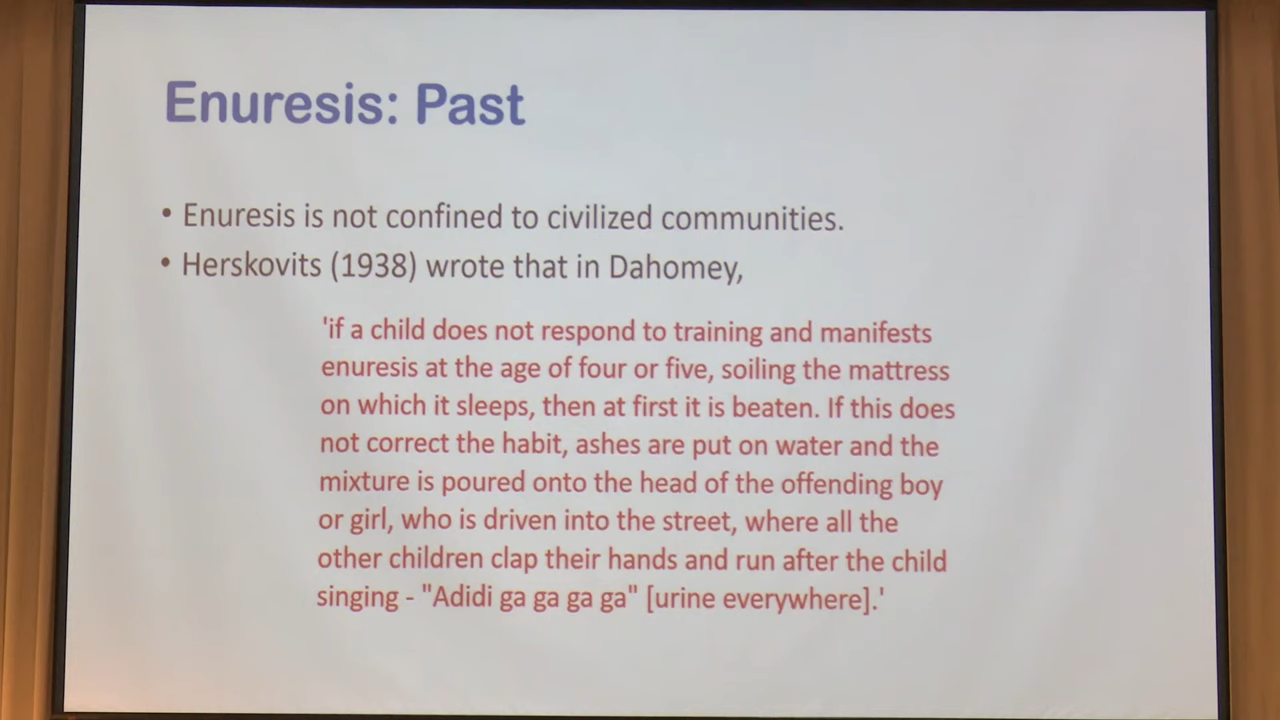 Enuresis: Past
• Enuresis is not confined to civilized communities.
• Herskovits (1938) wrote that in Dahomey,
'if a child does not respond to training and manifests
enuresis at the age of four or five, soiling the mattress
on which it sleeps, then at first it is beaten. If this does
not correct the habit, ashes are put on water and the
mixture is poured onto the head of the offending boy
or girl, who is driven into the street, where all the
other children clap their hands and run after the child
singing - "Adidi ga ga ga ga" [urine everywhere].'